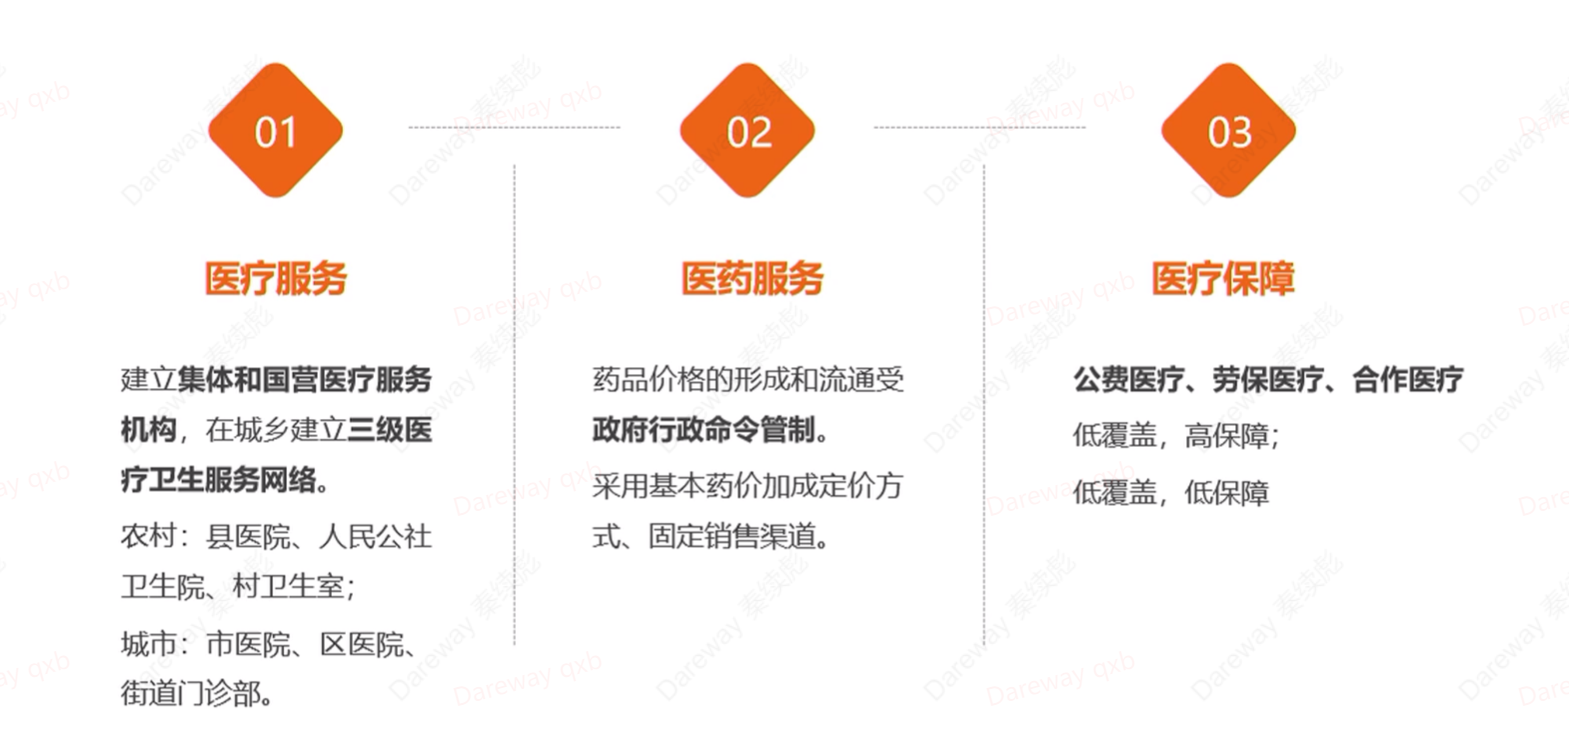 01
医疗服务
建立集体和国营医疗服务
机构，在城乡建立三级医
疗卫生服务网络。
农村：县医院、人民公社
卫生院、村卫生室；
城市：市医院、区医院、
街道门诊部。
02
医药服务
药品价格的形成和流通受
政府行政命令管制。
采用基本药价加成定价方
式、固定销售渠道。
03
医疗保障
公费医疗、劳保医疗、合作医疗
低覆盖，高保障；
低覆盖，低保障
Dareway 秦续彪
Dareway qxb